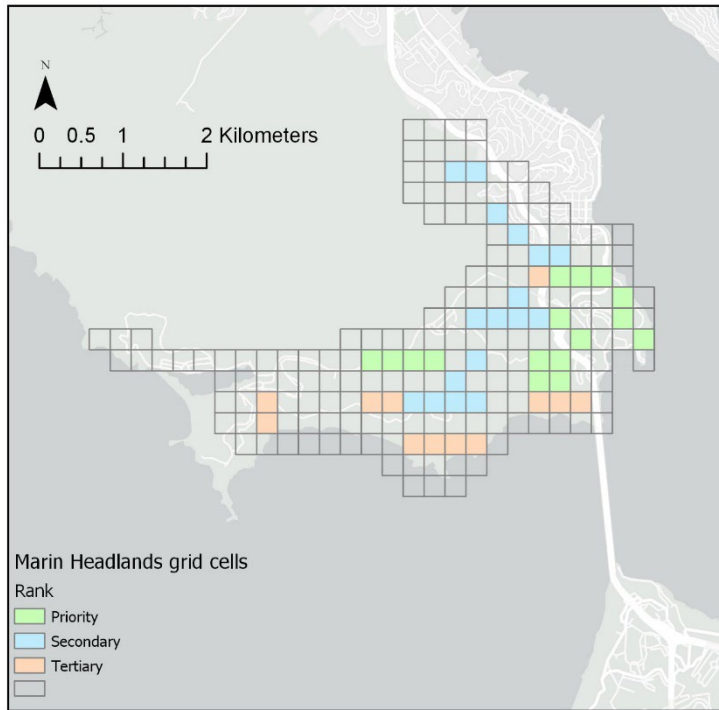 N
0 0.5 1 2 Kilometers
Marin Headlands grid cells
Rank
Priority
Secondary
Tertiary